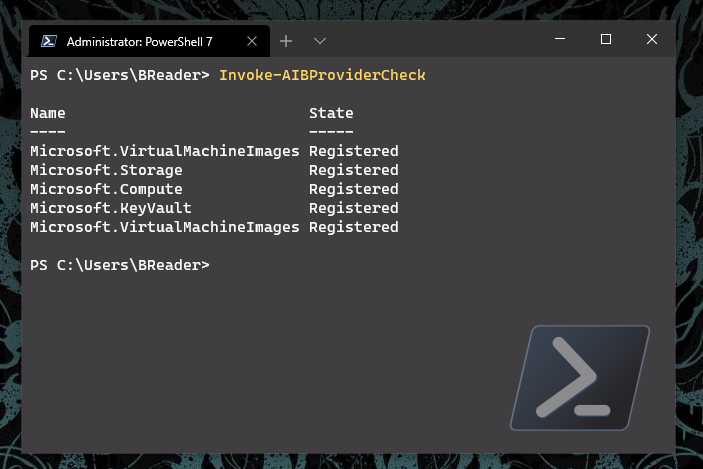 Administrator: PowerShell 7
PS C:\Users\BReader> Invoke-AIBProviderCheck
Name State
---- -----
Microsoft.VirtualMachineImages Registered
Microsoft.Storage Registered
Microsoft.Compute Registered
Microsoft.KeyVault Registered
Microsoft.VirtualMachineImages Registered
PS C:\Users\BReader>